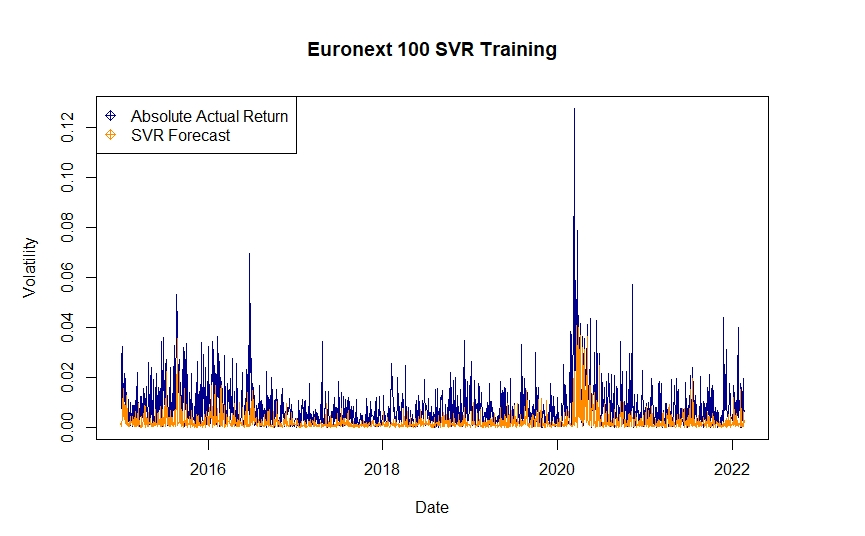 Euronext 100 SVR Training
Absolute Actual Return
SVR Forecast
0.12
0.10
0.08
0.06
0.04
0.02
0.00
Volatility
2016
2018
2020
2022
Date